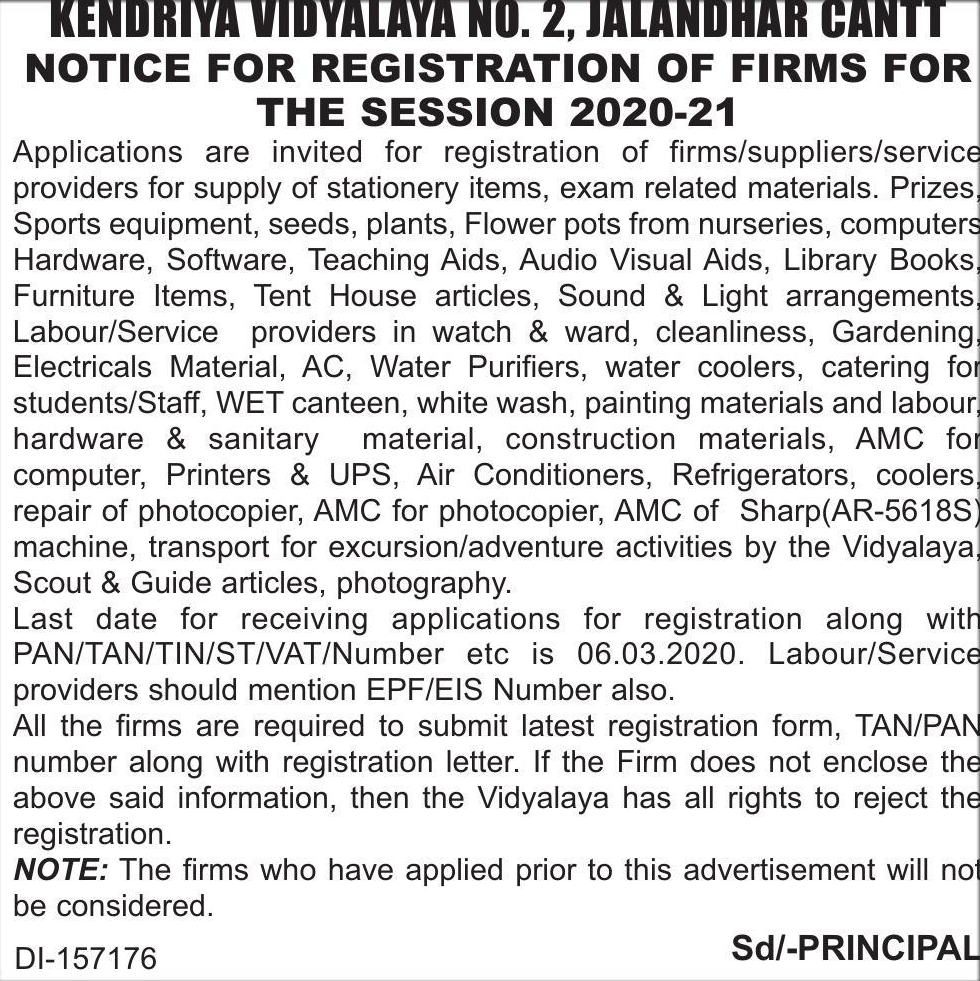 KENDRIYA VIDYALAYA NO. 2, JALANDHAR CANTT
NOTICE FOR REGISTRATION OF FIRMS FOR
THE SESSION 2020-21
Applications are invited for registration of firms/suppliers/service
providers for supply of stationery items, exam related materials. Prizes,
Sports equipment, seeds, plants, Flower pots from nurseries, computers
Hardware, Software, Teaching Aids, Audio Visual Aids, Library Books,
Furniture Items, Tent House articles, Sound & Light arrangements,
Labour/Service providers in watch & ward, cleanliness, Gardening,
Electricals Material, AC, Water Purifiers, water coolers, catering for
students/Staff, WET canteen, white wash, painting materials and labour,
hardware & sanitary material, construction materials, AMC for
computer, Printers & UPS, Air Conditioners, Refrigerators, coolers,
repair of photocopier, AMC for photocopier, AMC of Sharp(AR-5618S)
machine, transport for excursion/adventure activities by the Vidyalaya,
Scout & Guide articles, photography.
Last date for receiving applications for registration along with
PAN/TAN/TIN/ST/VAT/Number etc is 06.03.2020. Labour/Service
providers should mention EPF/EIS Number also.
All the firms are required to submit latest registration form, TAN/PAN
number along with registration letter. If the Firm does not enclose the
above said information, then the Vidyalaya has all rights to reject the
registration.
NOTE: The firms who have applied prior to this advertisement will not
be considered.
DI-157176
Sd/-PRINCIPAL